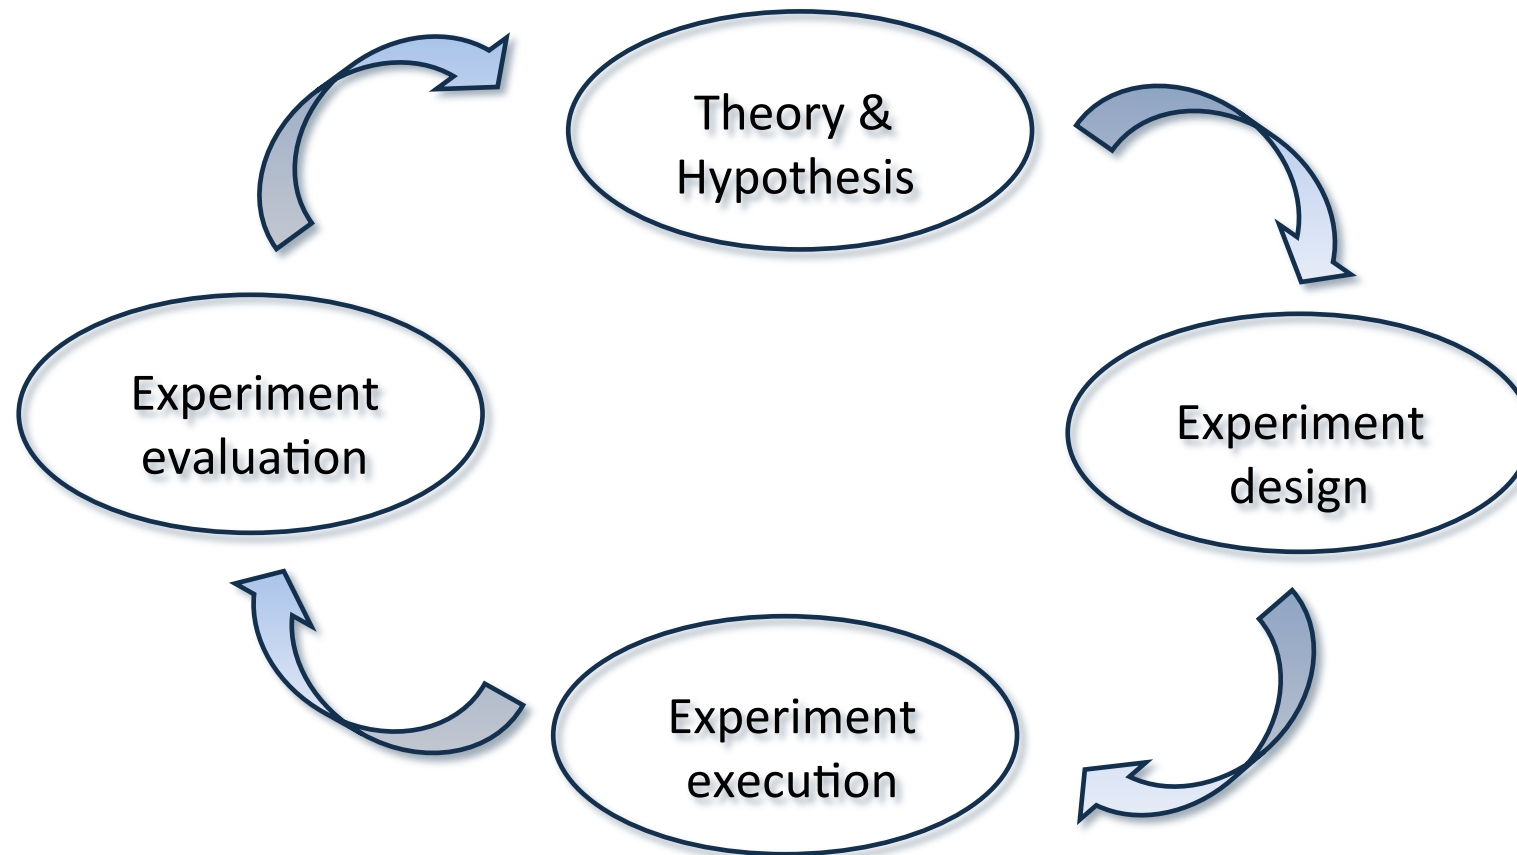 Theory &
Hypothesis
Experiment
evaluation
Experiment
design
Experiment
execution